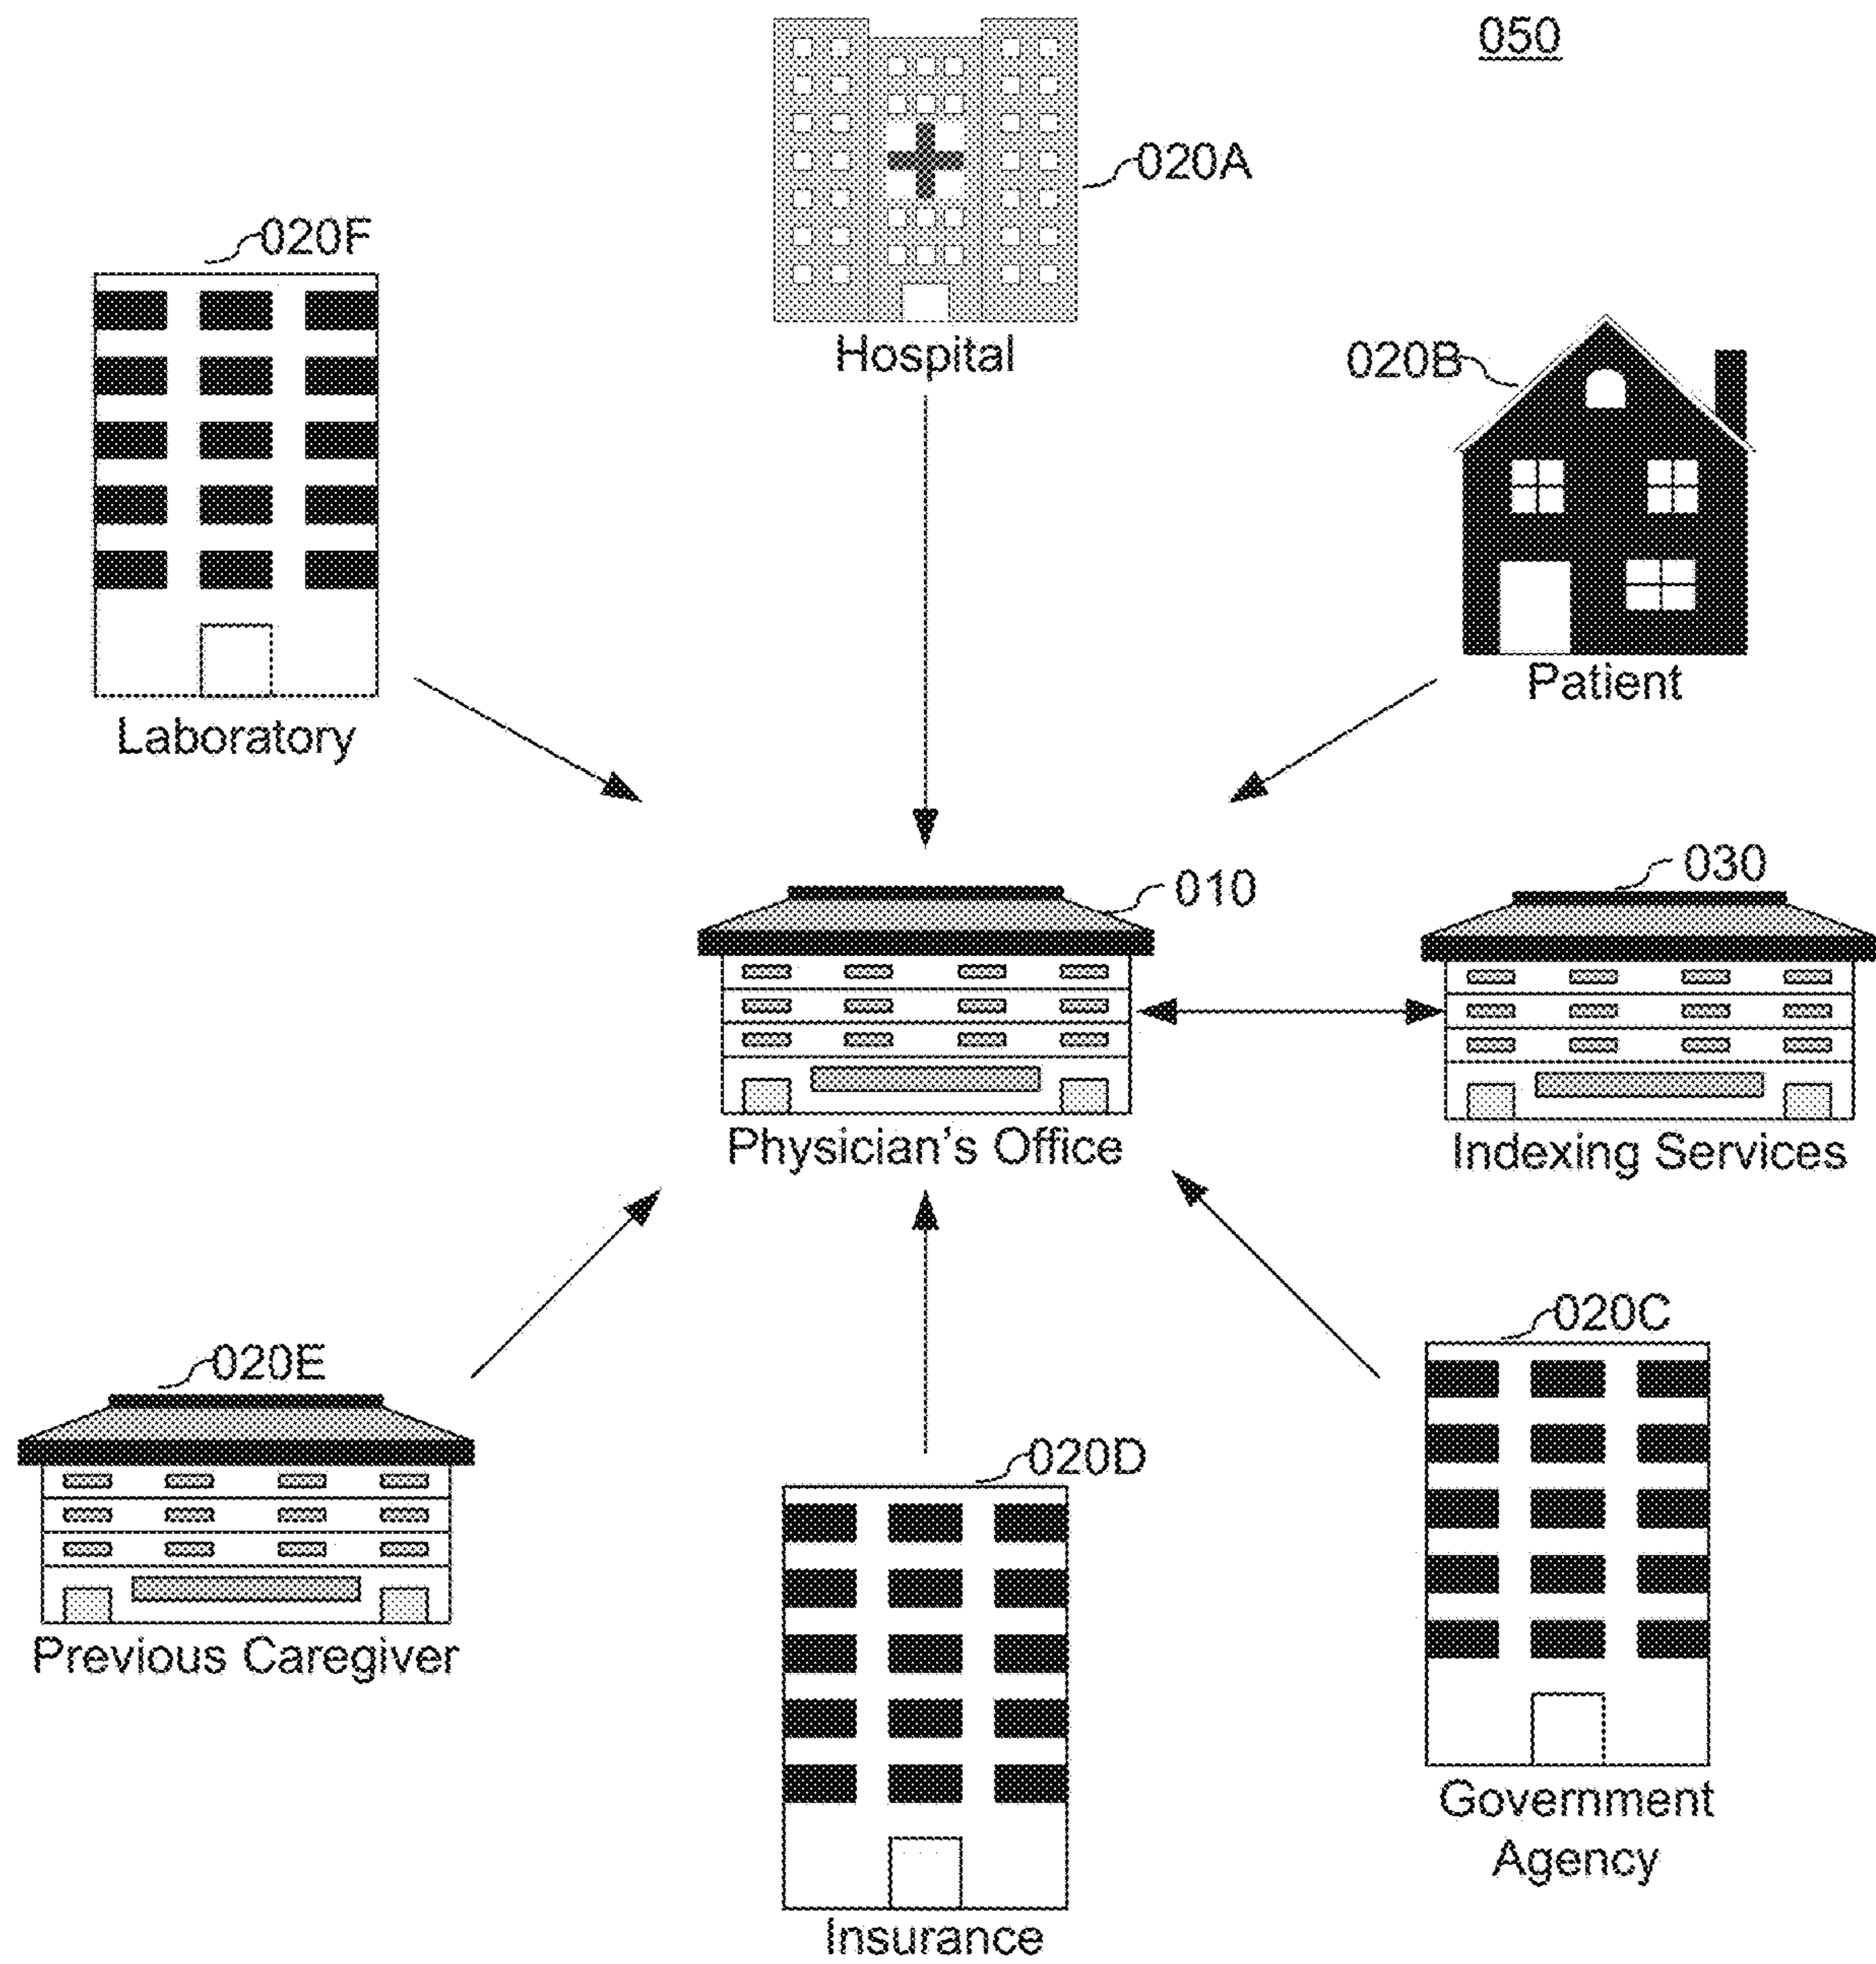 050
020A
020F
Hospital
020B
Patient
Laboratory
030
010
Physician's Office
Indexing Services
020C
020E
020D
Previous Caregiver
Government
Agency
Insurance